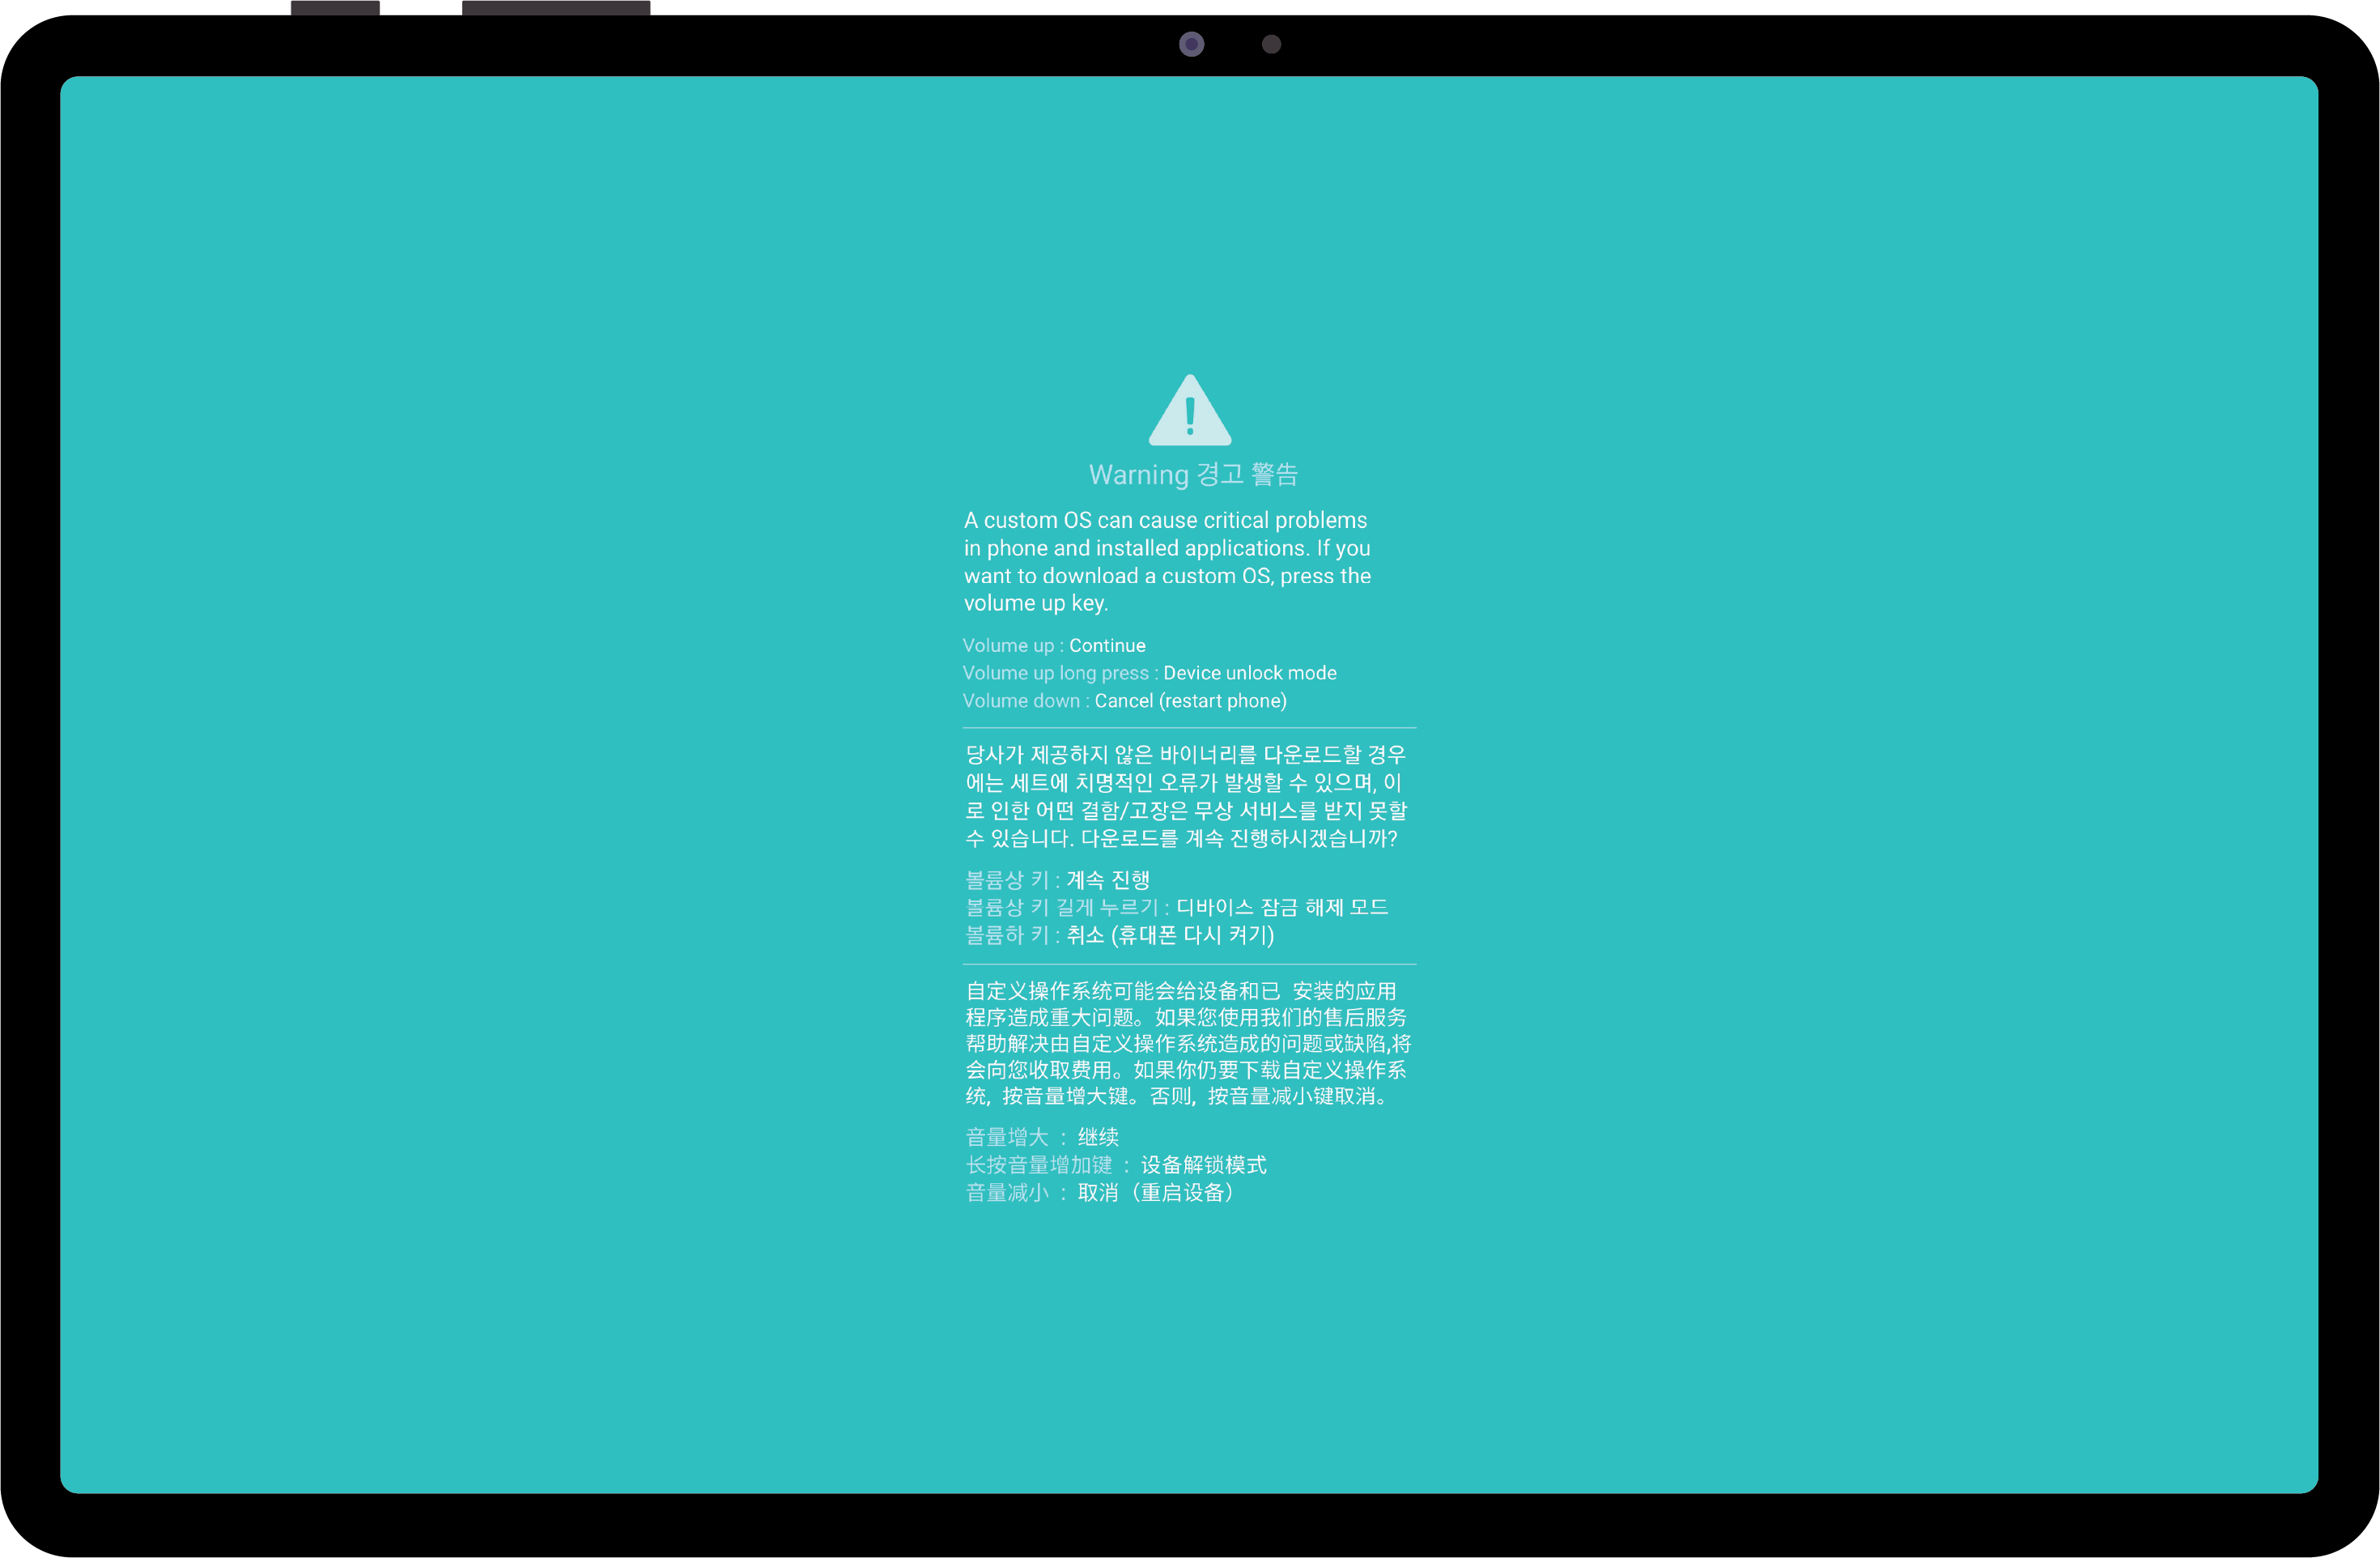 Warning 경고 警告
A custom OS can cause critical problems
in phone and installed applications. If you
want to download a custom OS, press the
volume up key.
Volume up : Continue
Volume up long press : Device unlock mode
Volume down : Cancel (restart phone)
당사가 제공하지 않은 바이너리를 다운로드할 경우
에는 세트에 치명적인 오류가 발생할 수 있으며, 이
로 인한 어떤 결함/고장은 무상 서비스를 받지 못할
수 있습니다. 다운로드를 계속 진행하시겠습니까?
볼륨상 키 : 계속 진행
볼륨상 키 길게 누르기 : 디바이스 잠금 해제 모드
볼륨하 키 : 취소 (휴대폰 다시 켜기)
自定义操作系统可能会给设备和已 安装的应用
程序造成重大问题。如果您使用我们的售后服务
帮助解决由自定义操作系统造成的问题或缺陷,将
会向您收取费用。如果你仍要下载自定义操作系
统, 按音量增大键。否则, 按音量减小键取消。
音量增大 : 继续
长按音量增加键 : 设备解锁模式
音量减小 : 取消（重启设备）